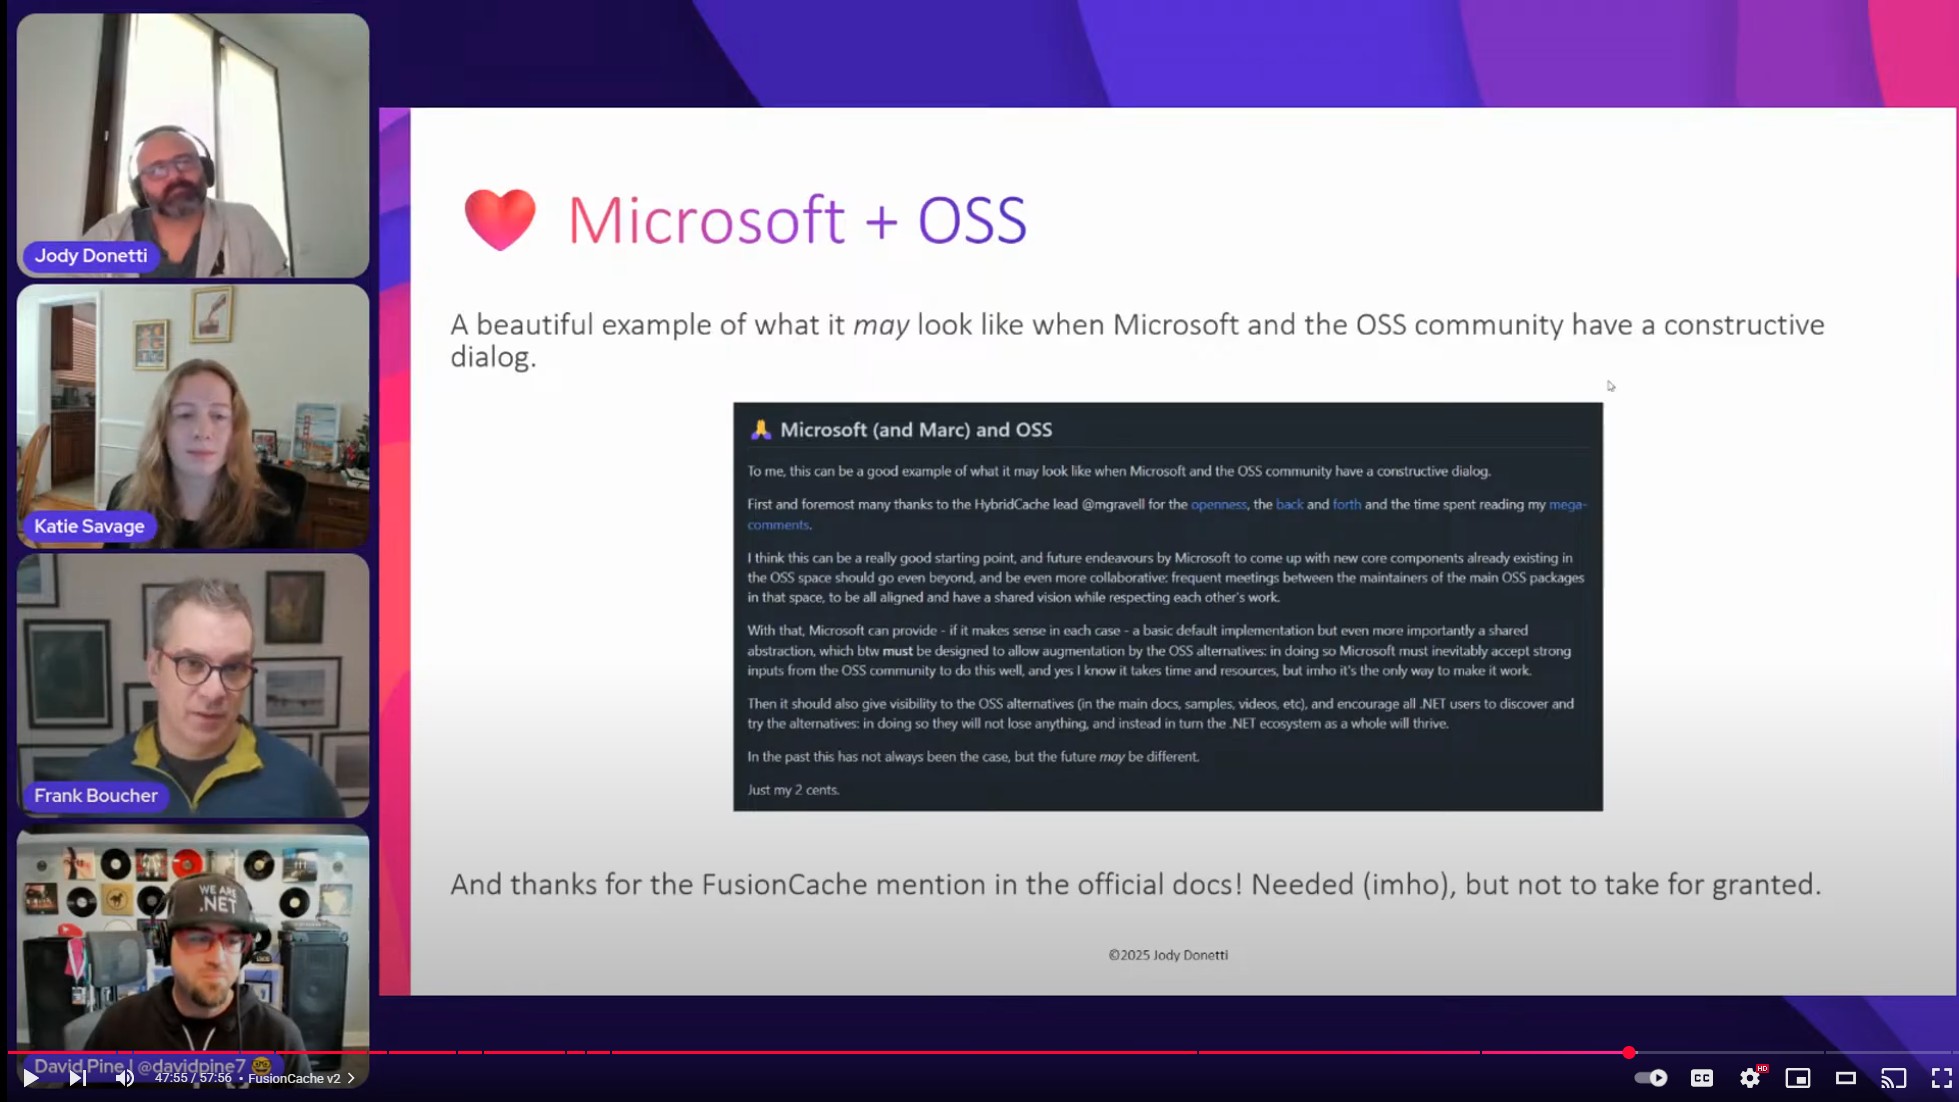 Jody Donetti
Katie Savage
Frank Boucher
WE ARE
.NET
David Pine | @davidpine7 🤓
❤️ Microsoft + OSS
A beautiful example of what it may look like when Microsoft and the OSS community have a constructive
dialog.
🙏 Microsoft (and Marc) and OSS
To me, this can be a good example of what it may look like when Microsoft and the OSS community have a constructive dialog.
First and foremost many thanks to the HybridCache lead @mgravell for the openness, the back and forth and the time spent reading my mega-
comments.
I think this can be a really good starting point, and future endeavours by Microsoft to come up with new core components already existing in
the OSS space should go even beyond, and be even more collaborative: frequent meetings between the maintainers of the main OSS packages
in that space, to be all aligned and have a shared vision while respecting each other's work.
With that, Microsoft can provide - if it makes sense in each case - a basic default implementation but even more importantly a shared
abstraction, which btw must be designed to allow augmentation by the OSS alternatives: in doing so Microsoft must inevitably accept strong
inputs from the OSS community to do this well, and yes I know it takes time and resources, but imho it's the only way to make it work.
Then it should also give visibility to the OSS alternatives (in the main docs, samples, videos, etc), and encourage all .NET users to discover and
try the alternatives: in doing so they will not lose anything, and instead in turn the .NET ecosystem as a whole will thrive.
In the past this has not always been the case, but the future may be different.
Just my 2 cents.
And thanks for the FusionCache mention in the official docs! Needed (imho), but not to take for granted.
©2025 Jody Donetti
47:55 / 57:56 • FusionCache v2 >
CC
HD